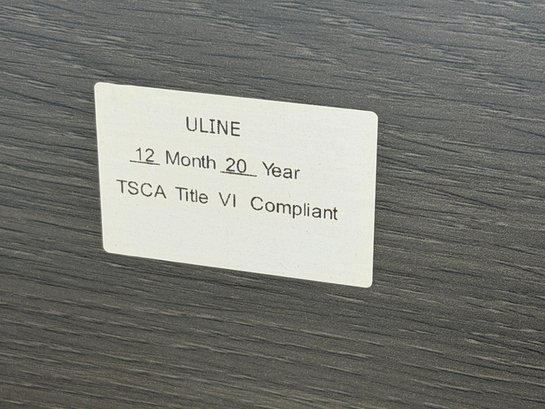 ULINE
12 Month 20 Year
TSCA Title VI Compliant